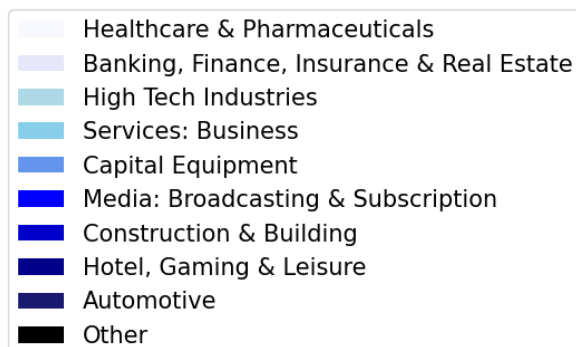 Healthcare & Pharmaceuticals
Banking, Finance, Insurance & Real Estate
High Tech Industries
Services: Business
Capital Equipment
Media: Broadcasting & Subscription
Construction & Building
Hotel, Gaming & Leisure
Automotive
Other